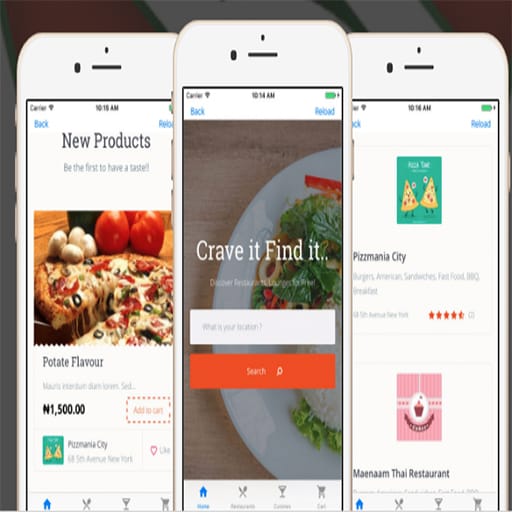 Carrier 10:15 AM
Back Reload
New Products
Be the first to have a taste!!
Potate Flavour
Mauris interdum diam lorem. Sed...
₦1,500.00 Add to cart
Pizzmania City
68 5th Avenue New York
Like
Carrier 10:14 AM
Back Reload
Crave it Find it..
Discover Restaurants, Lounges for Free!
What is your location ?
Search
Home Restaurants Cuisines Cart
10:16 AM
ck Reload
PIZZA TIME
Pizzmania City
Burgers, American, Sandwiches, Fast Food, BBQ,
Breakfast
68 5th Avenue New York (2)
Maenaam Thai Restaurant